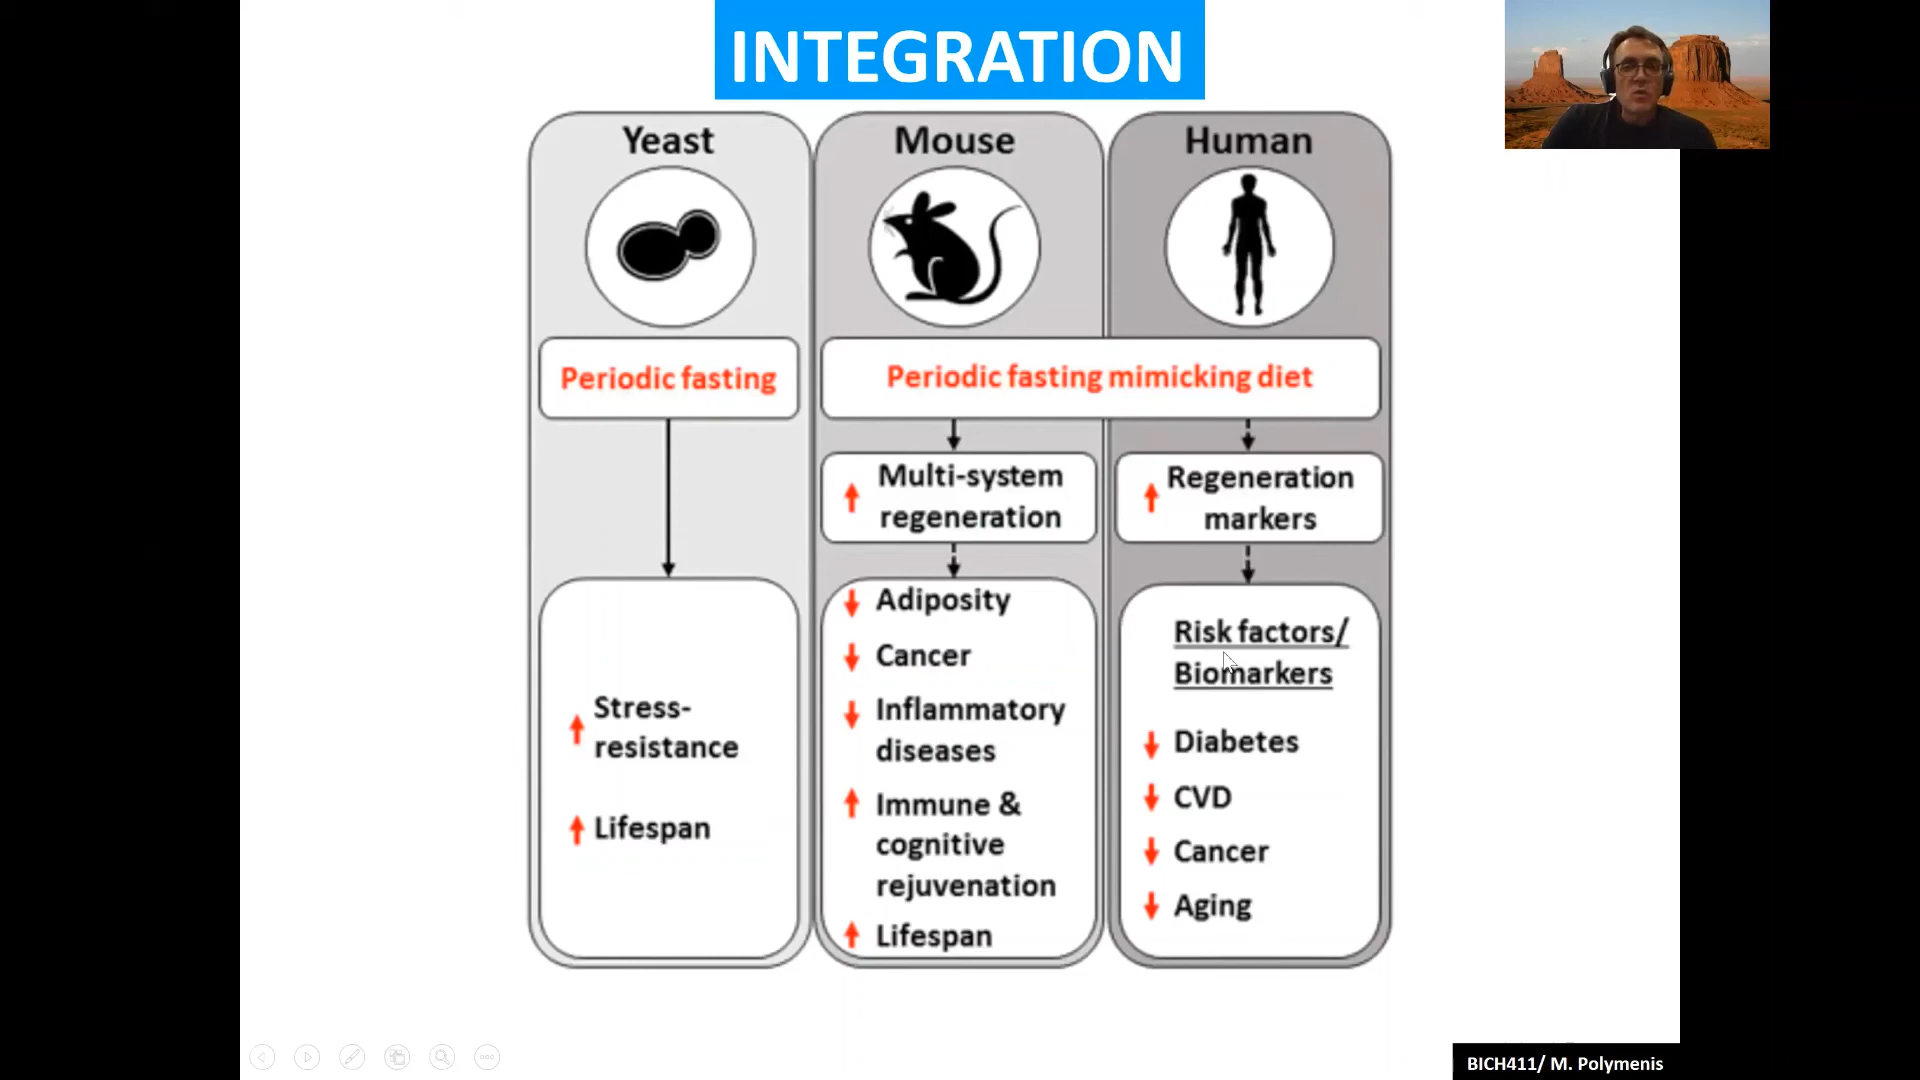 INTEGRATION
Yeast
Periodic fasting
Stress-
resistance
Lifespan
Mouse
Human
Periodic fasting mimicking diet
Multi-system
regeneration
Adiposity
Cancer
Inflammatory
diseases
Immune &
cognitive
rejuvenation
Lifespan
Regeneration
markers
Risk factors/
Biomarkers
Diabetes
CVD
Cancer
Aging
BICH411/ M. Polymenis